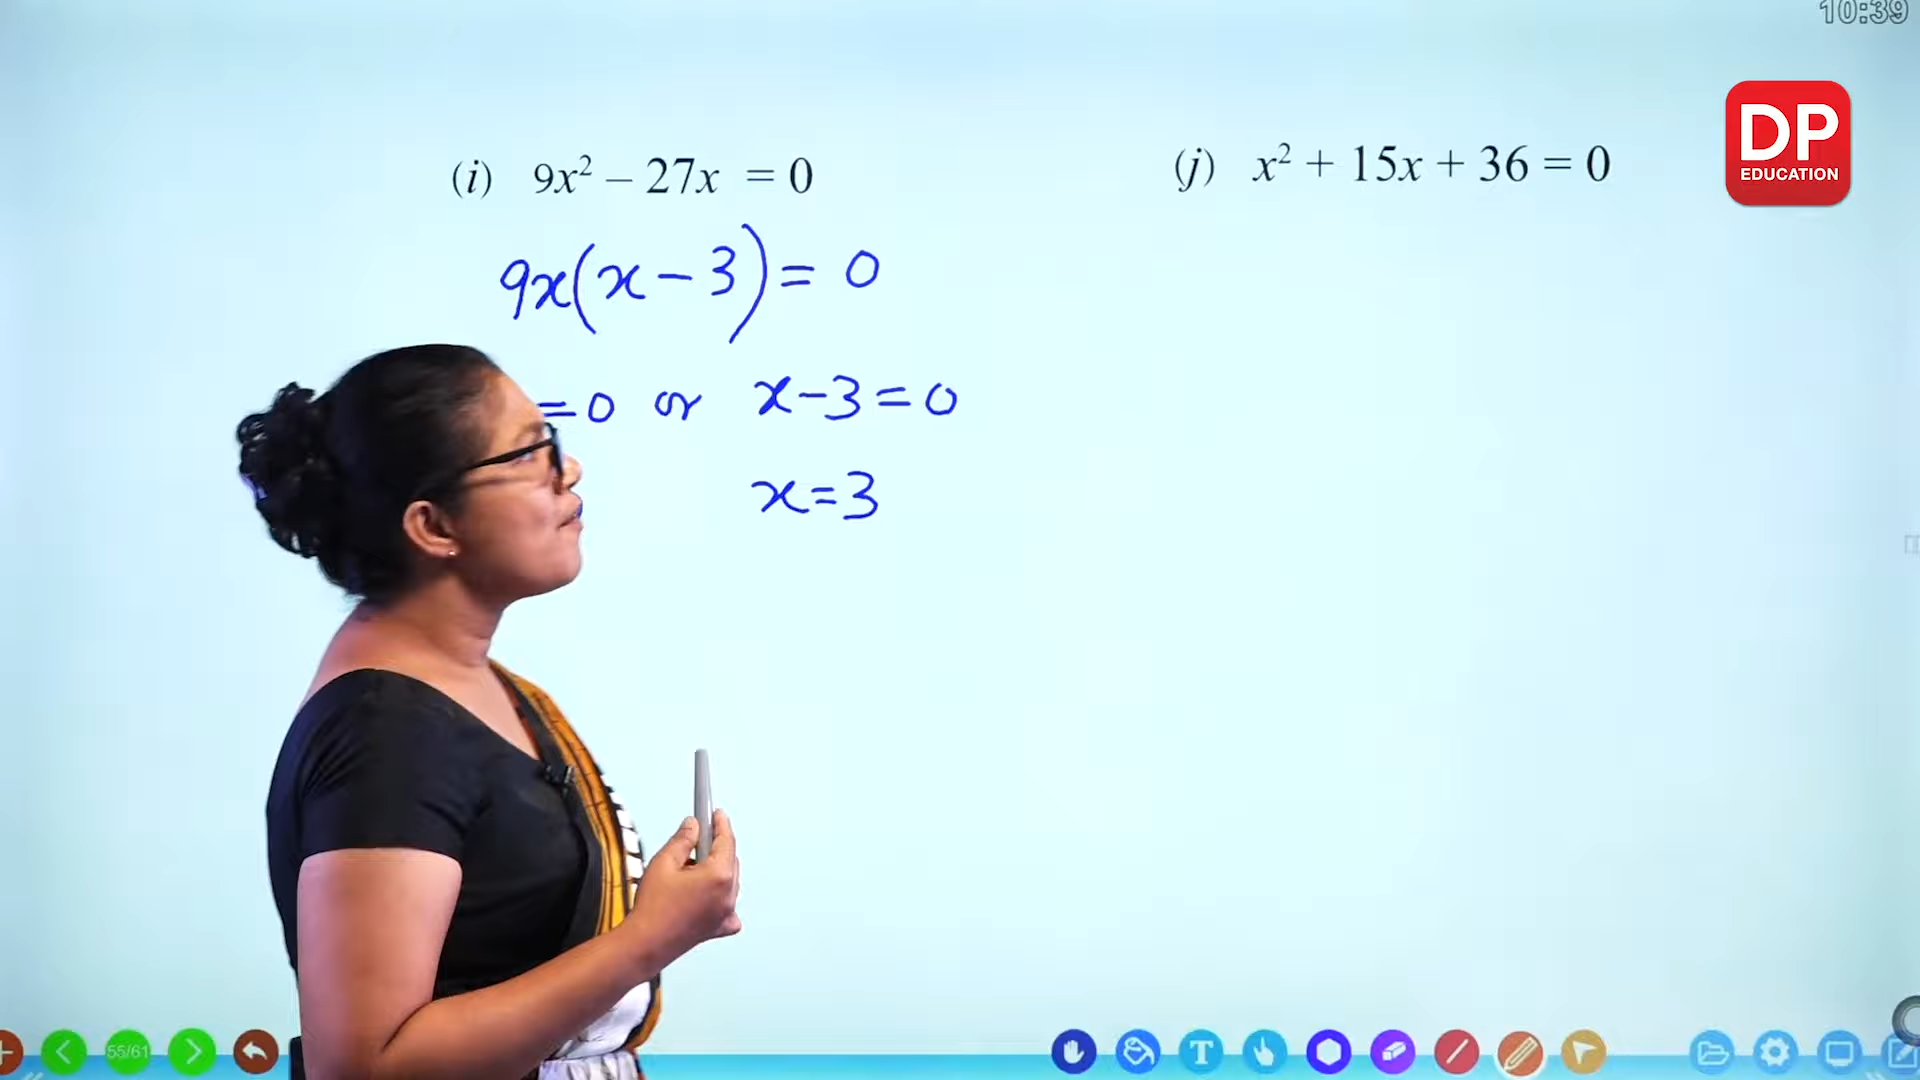 10:39
DP
EDUCATION
(i) 9x² – 27x = 0
9x(x – 3) = 0
= 0 or x – 3 = 0
x = 3
(j) x² + 15x + 36 = 0
55/61
T